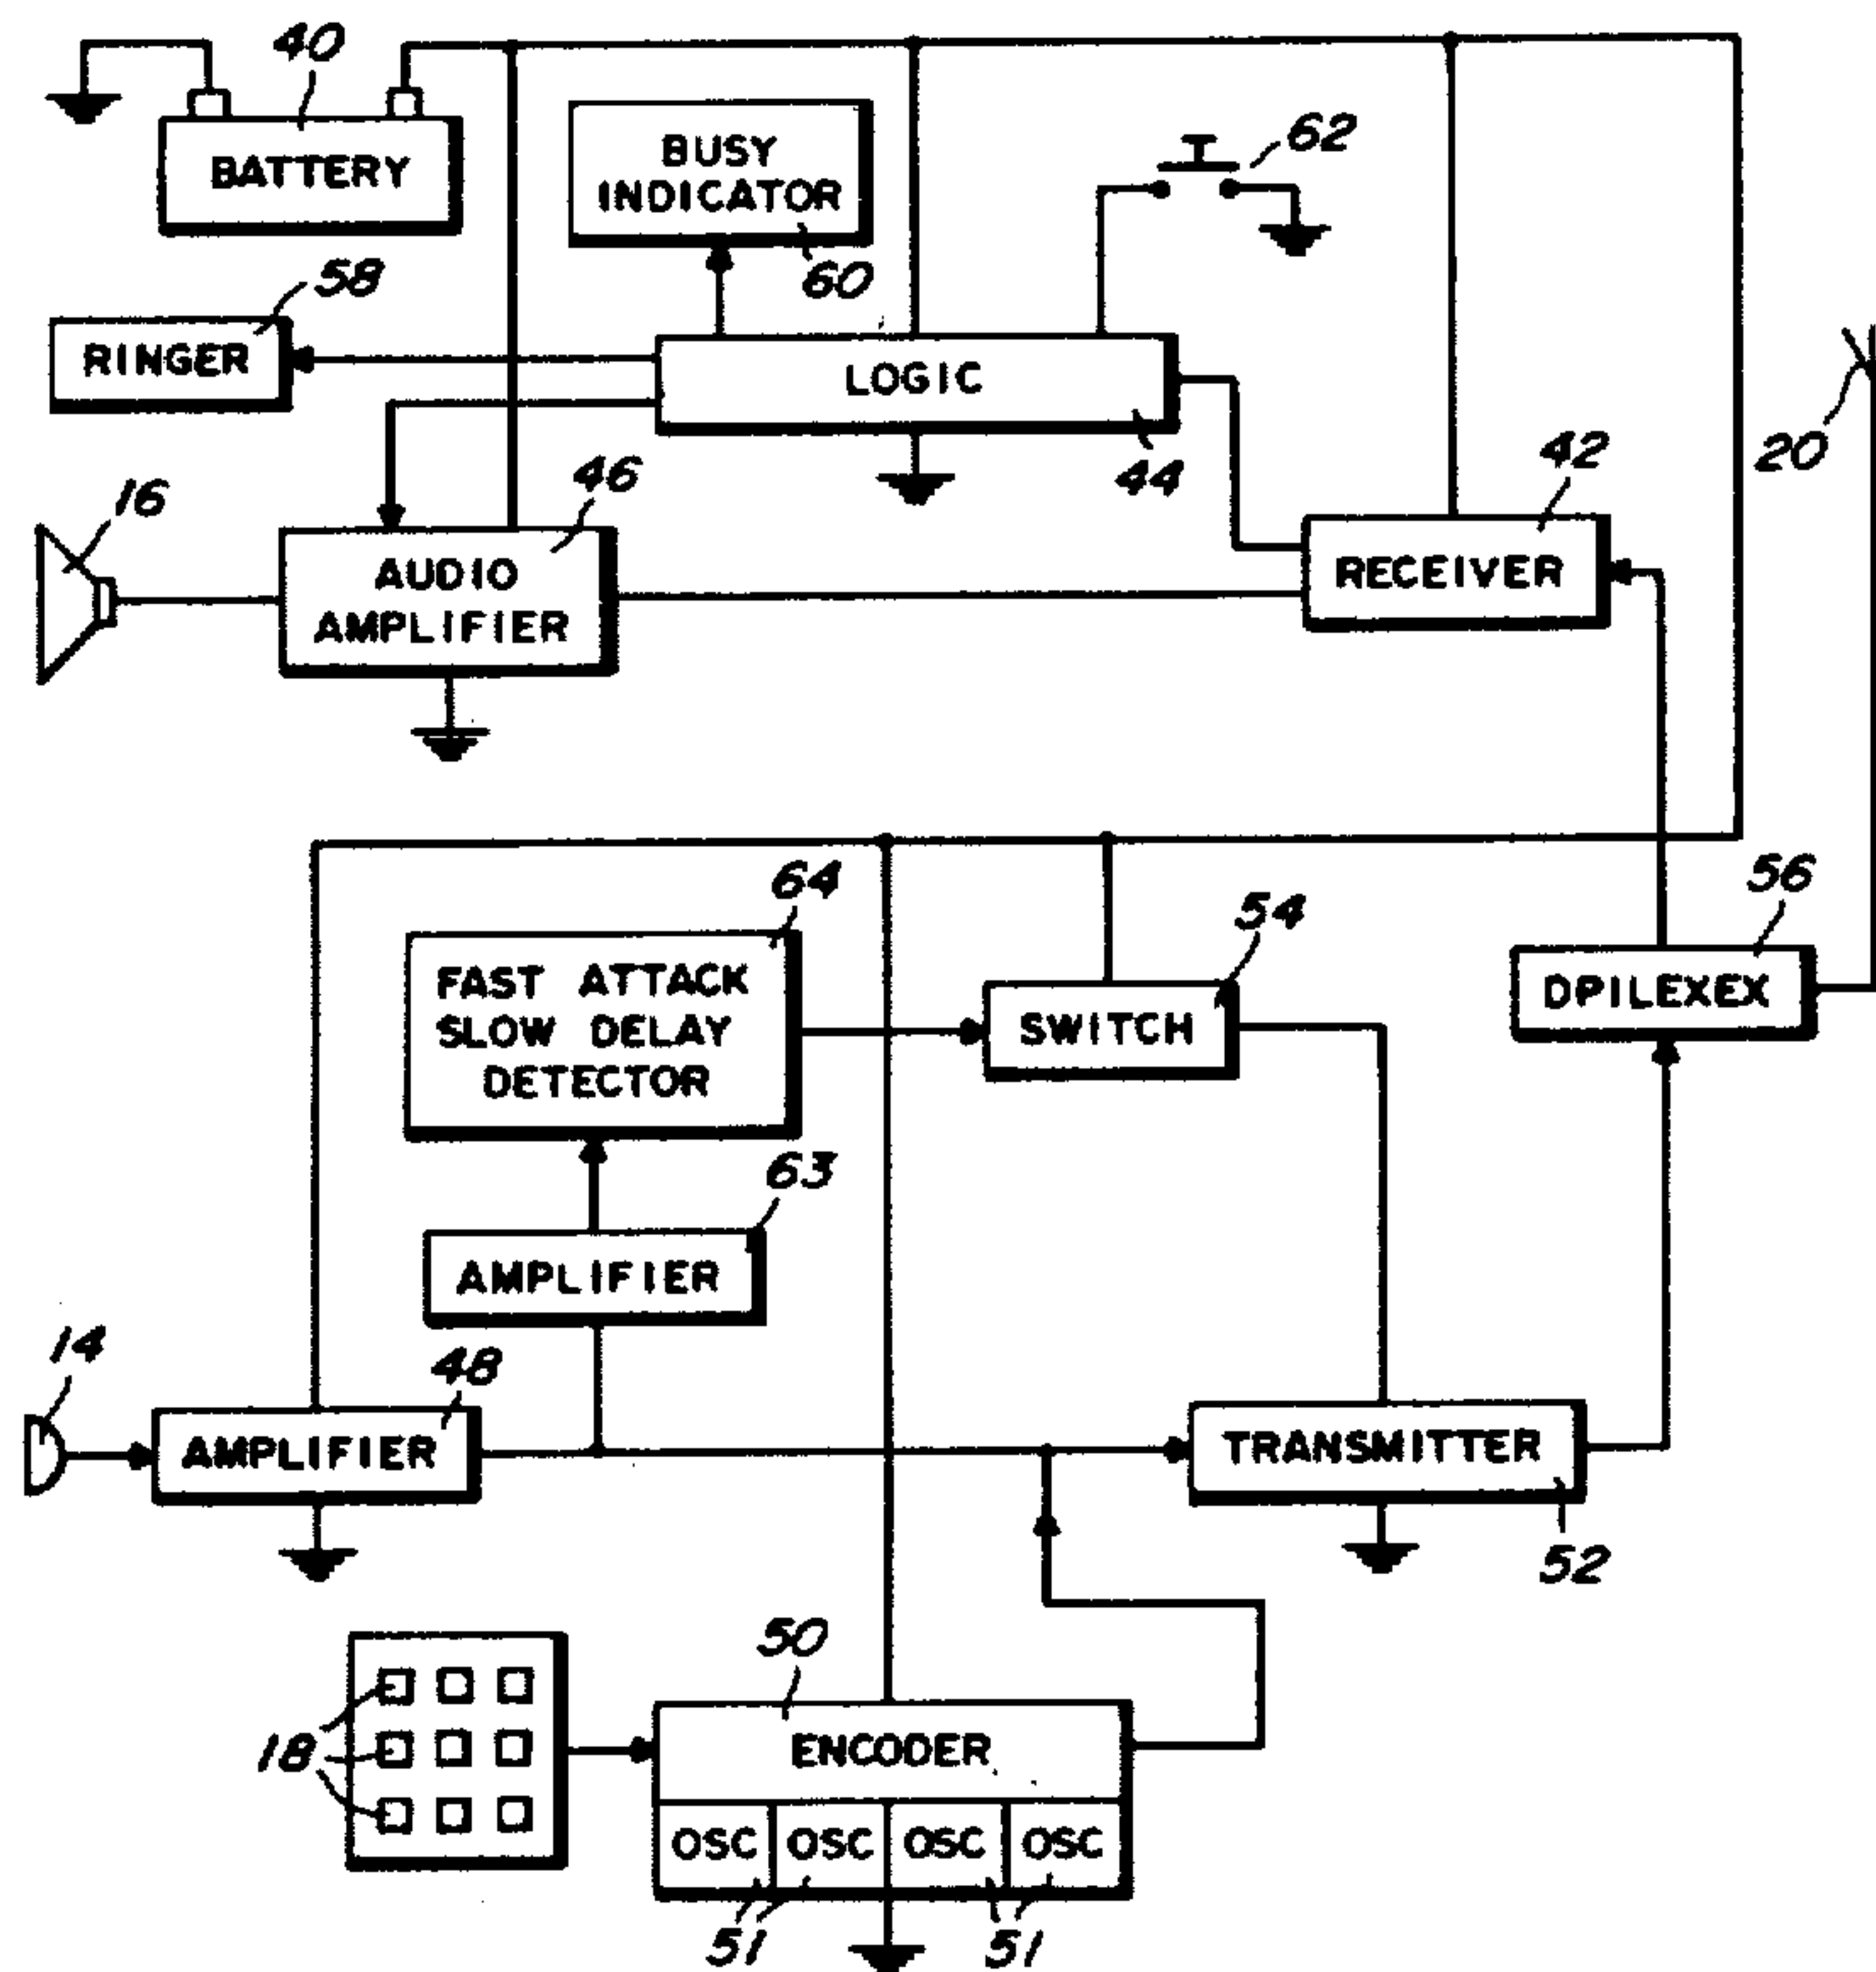 40
BATTERY
BUSY
INDICATOR
62
58
60
RINGER
LOGIC
20
42
44
46
16
AUDIO
AMPLIFIER
RECEIVER
64
54
56
FAST ATTACK
SLOW DELAY
DETECTOR
SWITCH
DPILEXEX
63
AMPLIFIER
14
48
AMPLIFIER
TRANSMITTER
52
50
18
ENCODER
OSC OSC OSC OSC
51 51